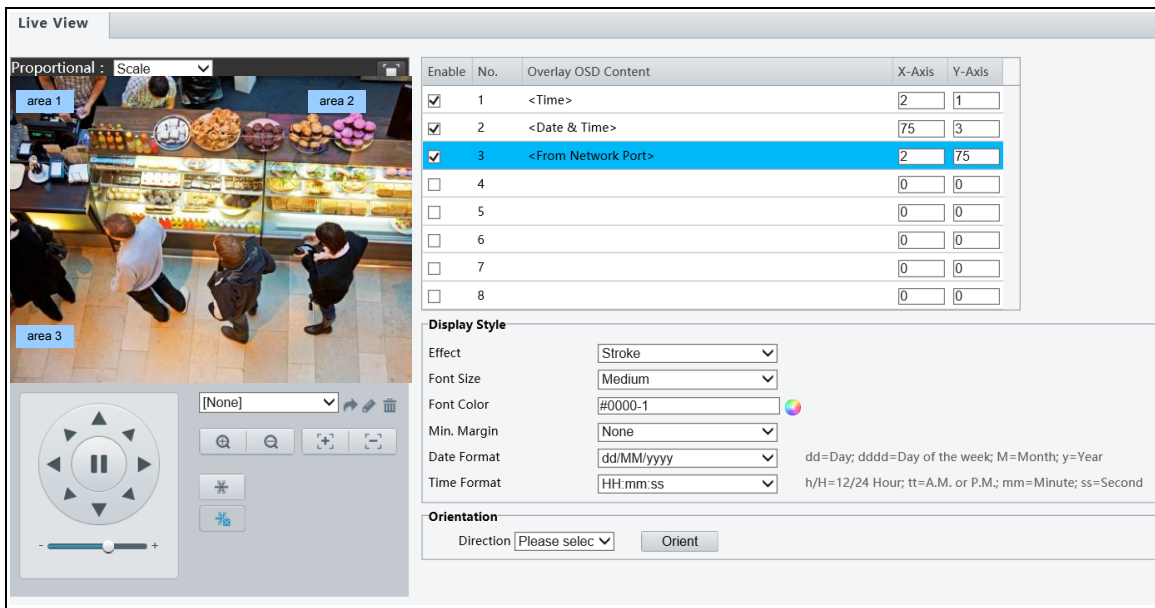 Live View
Proportional : Scale
area 1
area 2
area 3
[None]
- +
Enable No. Overlay OSD Content X-Axis Y-Axis
1 <Time> 2 1
2 <Date & Time> 75 3
3 <From Network Port> 2 75
4 0 0
5 0 0
6 0 0
7 0 0
8 0 0
Display Style
Effect Stroke
Font Size Medium
Font Color #0000-1
Min. Margin None
Date Format dd/MM/yyyy dd=Day; dddd=Day of the week; M=Month; y=Year
Time Format HH:mm:ss h/H=12/24 Hour; tt=A.M. or P.M.; mm=Minute; ss=Second
Orientation
Direction Please selec Orient